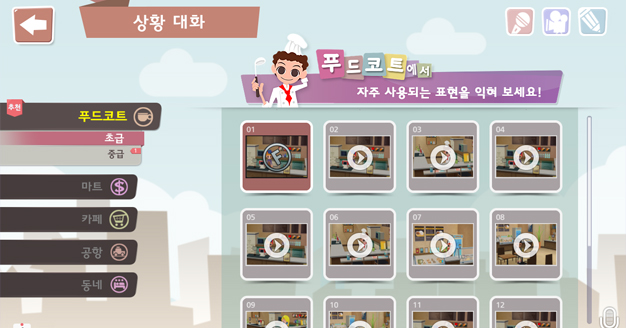 상황 대화
푸드코트에서
자주 사용되는 표현을 익혀 보세요!
추천
푸드코트
초급
중급
마트
카페
공항
동네
01
02
03
04
05
06
07
08
09
10
11
12